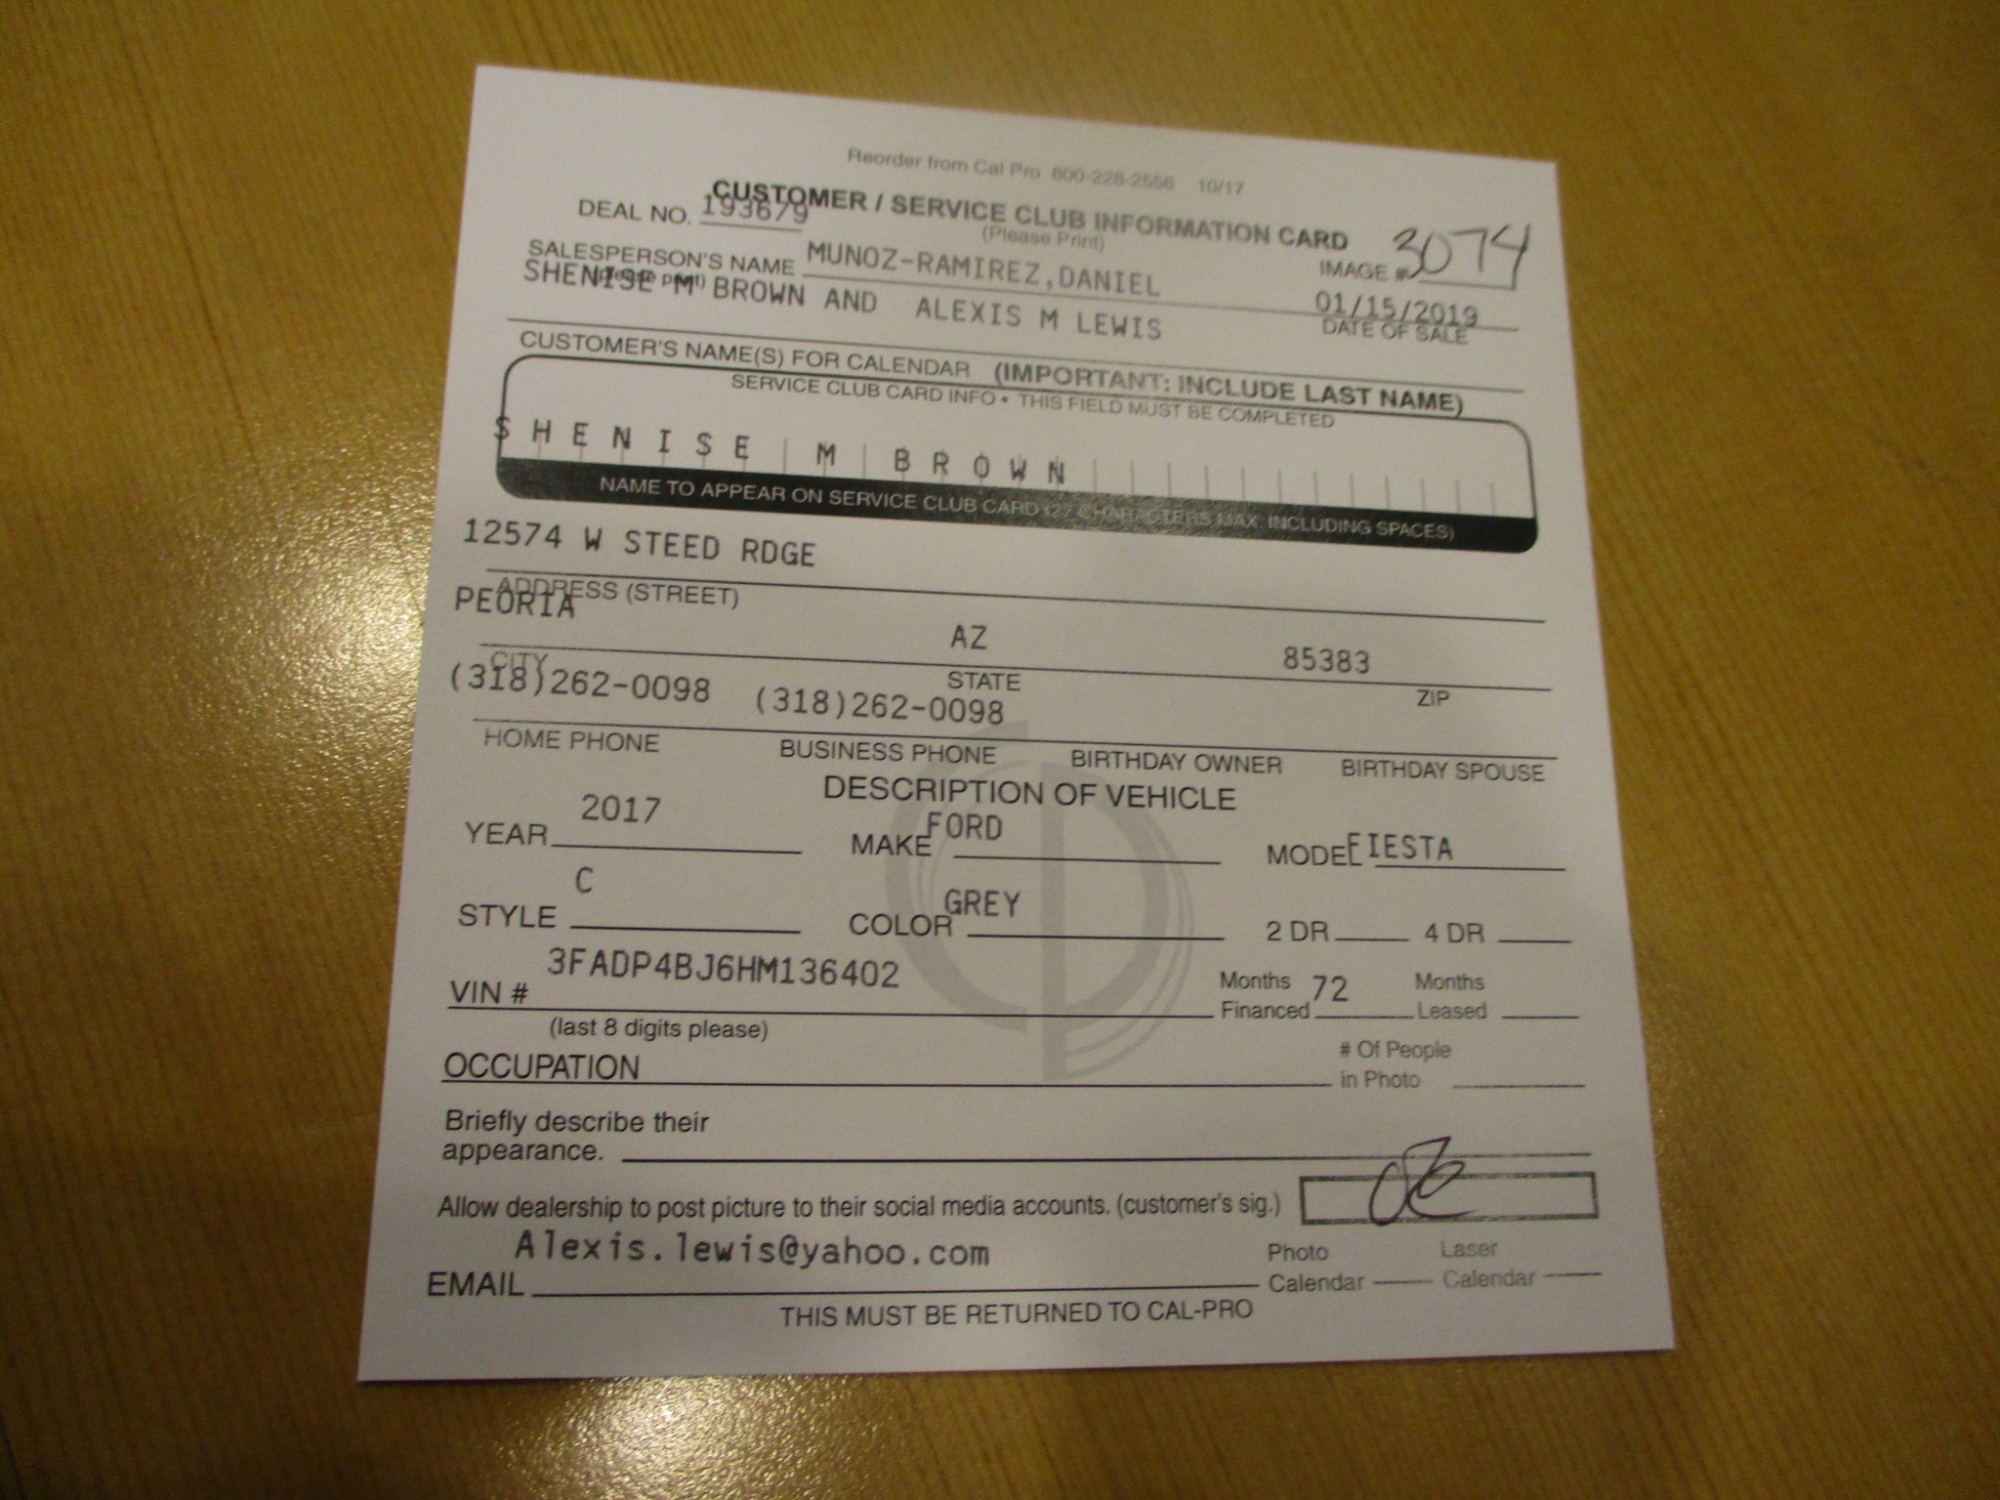 Reorder from Cal Pro 800-228-2556 10/17
CUSTOMER / SERVICE CLUB INFORMATION CARD
(Please Print)
DEAL NO. 193679
IMAGE # 3074
SALESPERSON'S NAME MUNOZ-RAMIREZ,DANIEL
(please print)
SHENISE M BROWN AND ALEXIS M LEWIS
01/15/2019
DATE OF SALE
CUSTOMER'S NAME(S) FOR CALENDAR (IMPORTANT: INCLUDE LAST NAME)
SERVICE CLUB CARD INFO • THIS FIELD MUST BE COMPLETED
SHENISE M BROWN
NAME TO APPEAR ON SERVICE CLUB CARD (27 CHARACTERS MAX. INCLUDING SPACES)
12574 W STEED RDGE
ADDRESS (STREET)
PEORIA AZ 85383
CITY STATE ZIP
(318)262-0098 (318)262-0098
HOME PHONE BUSINESS PHONE BIRTHDAY OWNER BIRTHDAY SPOUSE
DESCRIPTION OF VEHICLE
YEAR 2017 MAKE FORD MODEL FIESTA
STYLE C COLOR GREY 2 DR 4 DR
VIN # 3FADP4BJ6HM136402 Months Financed 72 Months Leased
(last 8 digits please)
OCCUPATION # Of People in Photo
Briefly describe their
appearance.
Allow dealership to post picture to their social media accounts. (customer's sig.)
EMAIL Alexis.lewis@yahoo.com Photo Calendar Laser Calendar
THIS MUST BE RETURNED TO CAL-PRO